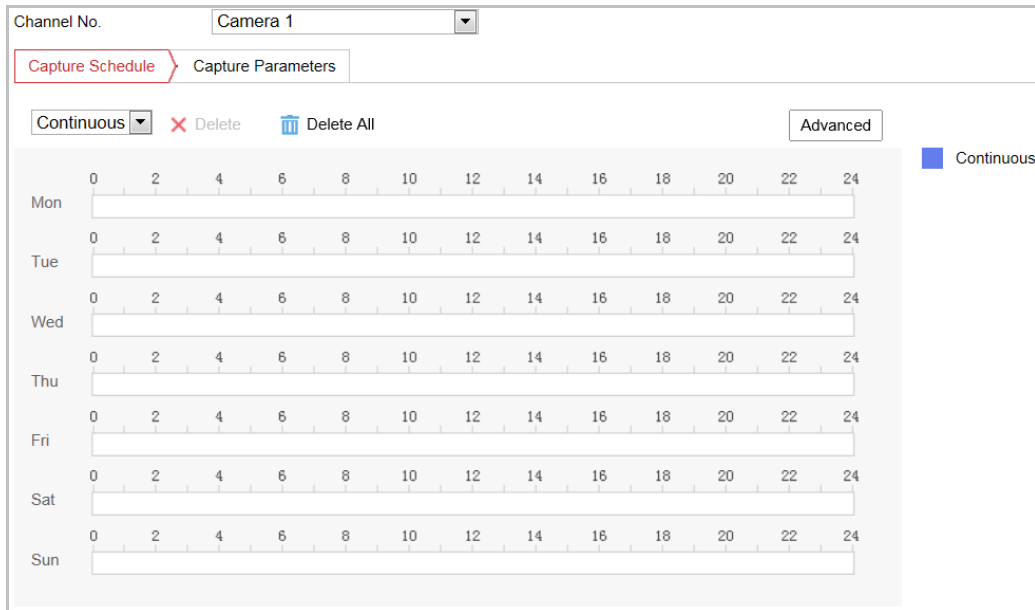 Channel No. Camera 1
Capture Schedule Capture Parameters
Continuous Delete Delete All Advanced
Continuous
0 2 4 6 8 10 12 14 16 18 20 22 24
Mon
0 2 4 6 8 10 12 14 16 18 20 22 24
Tue
0 2 4 6 8 10 12 14 16 18 20 22 24
Wed
0 2 4 6 8 10 12 14 16 18 20 22 24
Thu
0 2 4 6 8 10 12 14 16 18 20 22 24
Fri
0 2 4 6 8 10 12 14 16 18 20 22 24
Sat
0 2 4 6 8 10 12 14 16 18 20 22 24
Sun